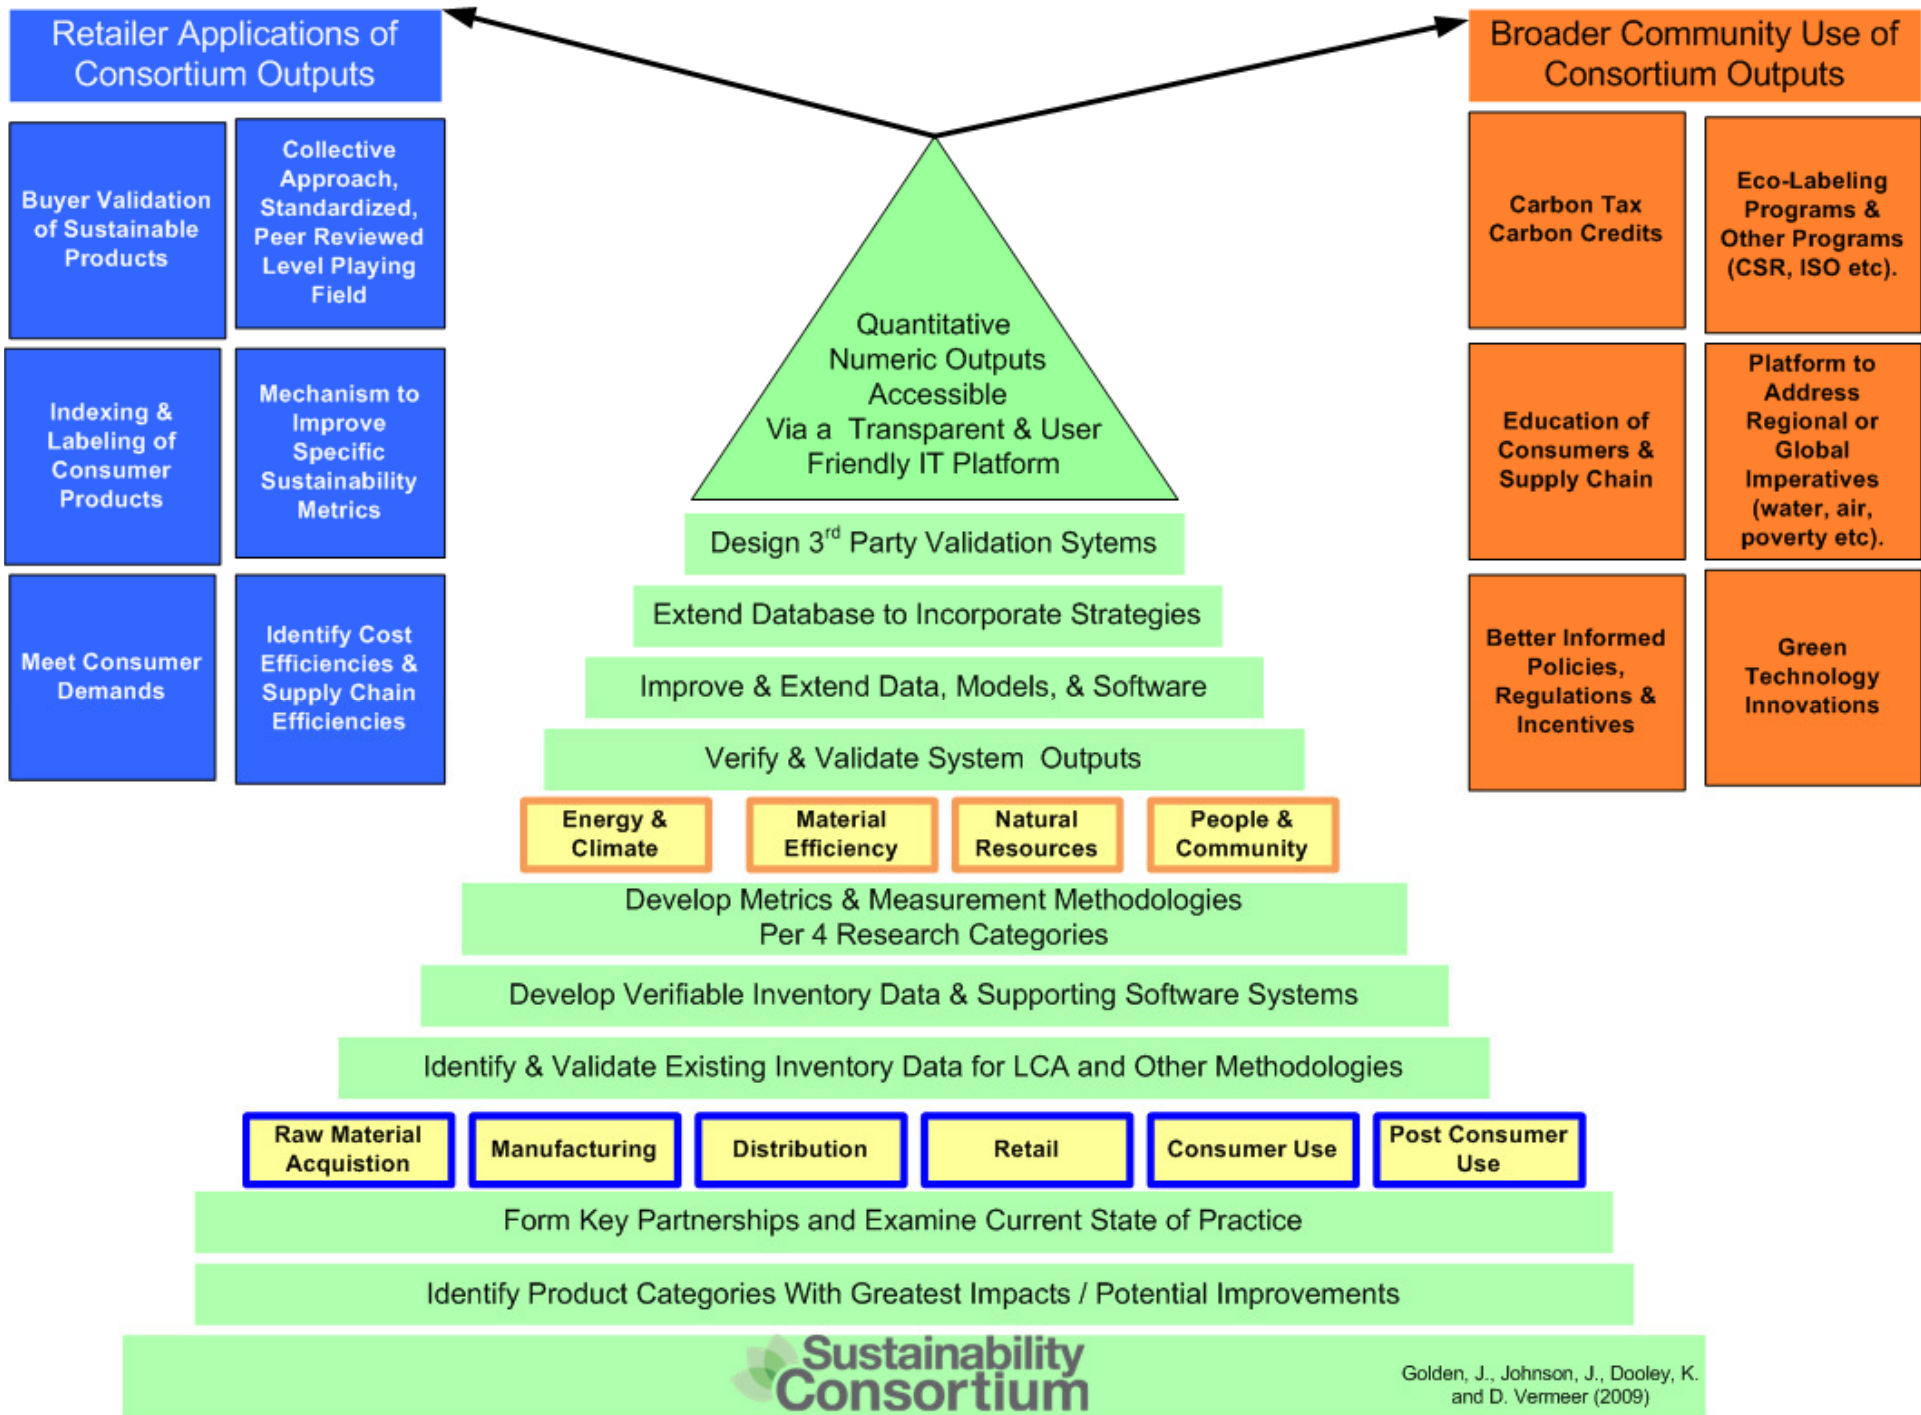 Retailer Applications of
Consortium Outputs
Buyer Validation
of Sustainable
Products
Collective
Approach,
Standardized,
Peer Reviewed
Level Playing
Field
Indexing &
Labeling of
Consumer
Products
Mechanism to
Improve
Specific
Sustainability
Metrics
Meet Consumer
Demands
Identify Cost
Efficiencies &
Supply Chain
Efficiencies
Broader Community Use of
Consortium Outputs
Carbon Tax
Carbon Credits
Eco-Labeling
Programs &
Other Programs
(CSR, ISO etc).
Education of
Consumers &
Supply Chain
Platform to
Address
Regional or
Global
Imperatives
(water, air,
poverty etc).
Better Informed
Policies,
Regulations &
Incentives
Green
Technology
Innovations
Quantitative
Numeric Outputs
Accessible
Via a Transparent & User
Friendly IT Platform
Design 3rd Party Validation Sytems
Extend Database to Incorporate Strategies
Improve & Extend Data, Models, & Software
Verify & Validate System Outputs
Energy &
Climate
Material
Efficiency
Natural
Resources
People &
Community
Develop Metrics & Measurement Methodologies
Per 4 Research Categories
Develop Verifiable Inventory Data & Supporting Software Systems
Identify & Validate Existing Inventory Data for LCA and Other Methodologies
Raw Material
Acquistion
Manufacturing
Distribution
Retail
Consumer Use
Post Consumer
Use
Form Key Partnerships and Examine Current State of Practice
Identify Product Categories With Greatest Impacts / Potential Improvements
Sustainability
Consortium
Golden, J., Johnson, J., Dooley, K.
and D. Vermeer (2009)